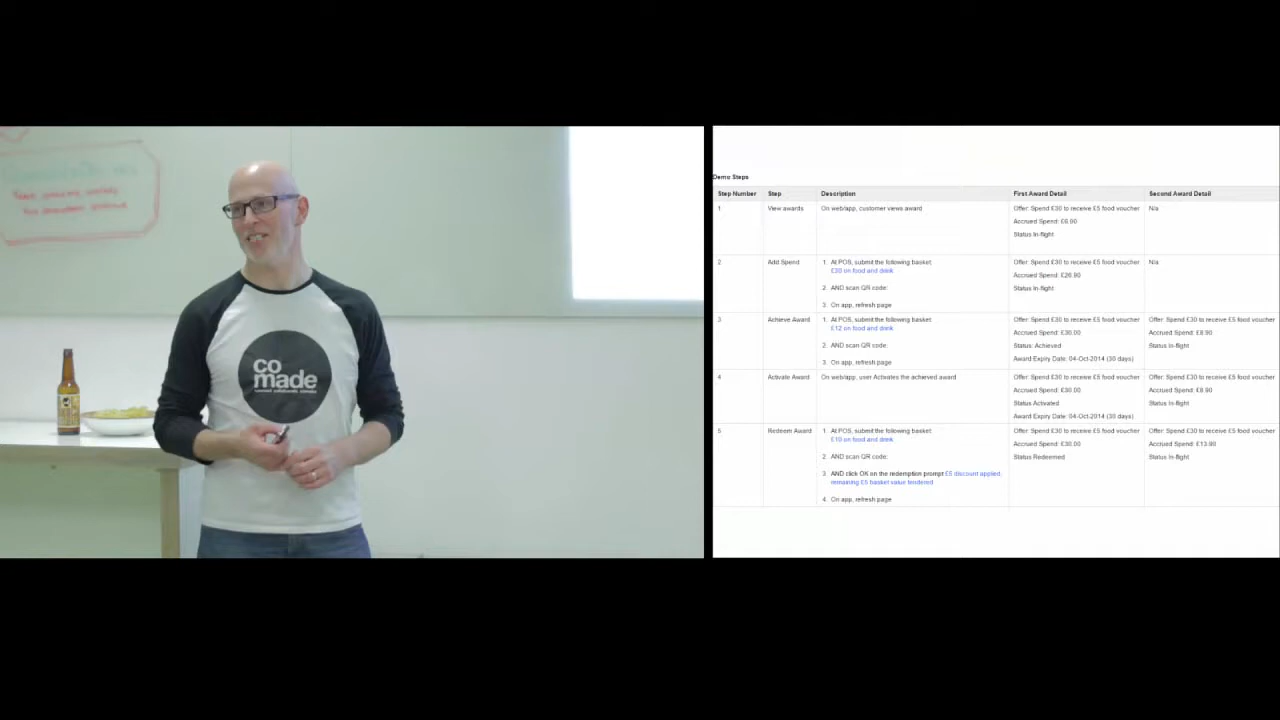 co
made
Demo Steps
Step Number Step Description First Award Detail Second Award Detail
1 View awards On web/app, customer views award Offer: Spend £30 to receive £5 food voucher N/a
Accrued Spend: £6.90
Status In-flight
2 Add Spend 1. At POS, submit the following basket: Offer: Spend £30 to receive £5 food voucher N/a
£20 on food and drink Accrued Spend: £26.90
2. AND scan QR code: Status In-flight
3. On app, refresh page
3 Achieve Award 1. At POS, submit the following basket: Offer: Spend £30 to receive £5 food voucher Offer: Spend £30 to receive £5 food voucher
£12 on food and drink Accrued Spend: £30.00 Accrued Spend: £8.90
2. AND scan QR code: Status: Achieved Status In-flight
3. On app, refresh page Award Expiry Date: 04-Oct-2014 (30 days)
4 Activate Award On web/app, user Activates the achieved award Offer: Spend £30 to receive £5 food voucher Offer: Spend £30 to receive £5 food voucher
Accrued Spend: £30.00 Accrued Spend: £8.90
Status Activated Status In-flight
Award Expiry Date: 04-Oct-2014 (30 days)
5 Redeem Award 1. At POS, submit the following basket: Offer: Spend £30 to receive £5 food voucher Offer: Spend £30 to receive £5 food voucher
£10 on food and drink Accrued Spend: £30.00 Accrued Spend: £13.90
2. AND scan QR code: Status Redeemed Status In-flight
3. AND click OK on the redemption prompt £5 discount applied,
remaining £5 basket value tendered
4. On app, refresh page